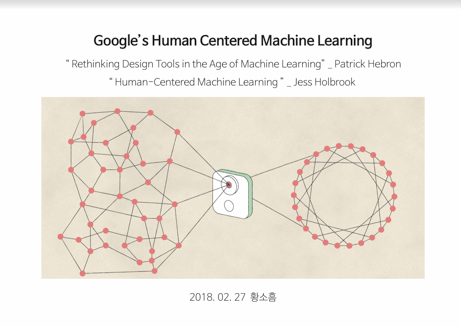 Google's Human Centered Machine Learning
“ Rethinking Design Tools in the Age of Machine Learning” _ Patrick Hebron
“ Human-Centered Machine Learning ” _ Jess Holbrook
2018. 02. 27 황소흠